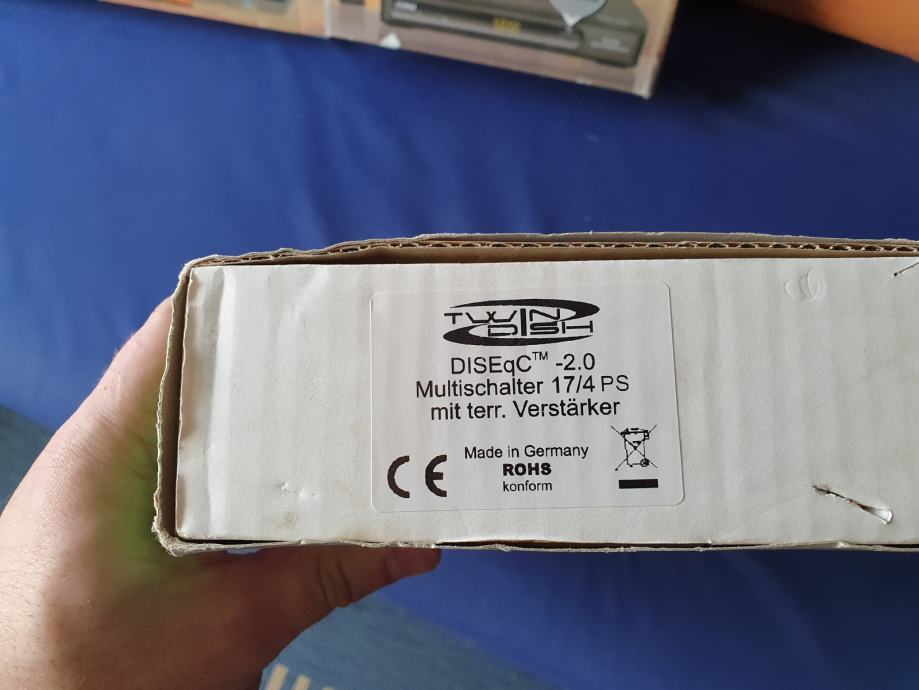 TWIN
DISH
DISEqC™ -2.0
Multischalter 17/4 PS
mit terr. Verstärker
CE
Made in Germany
ROHS
konform